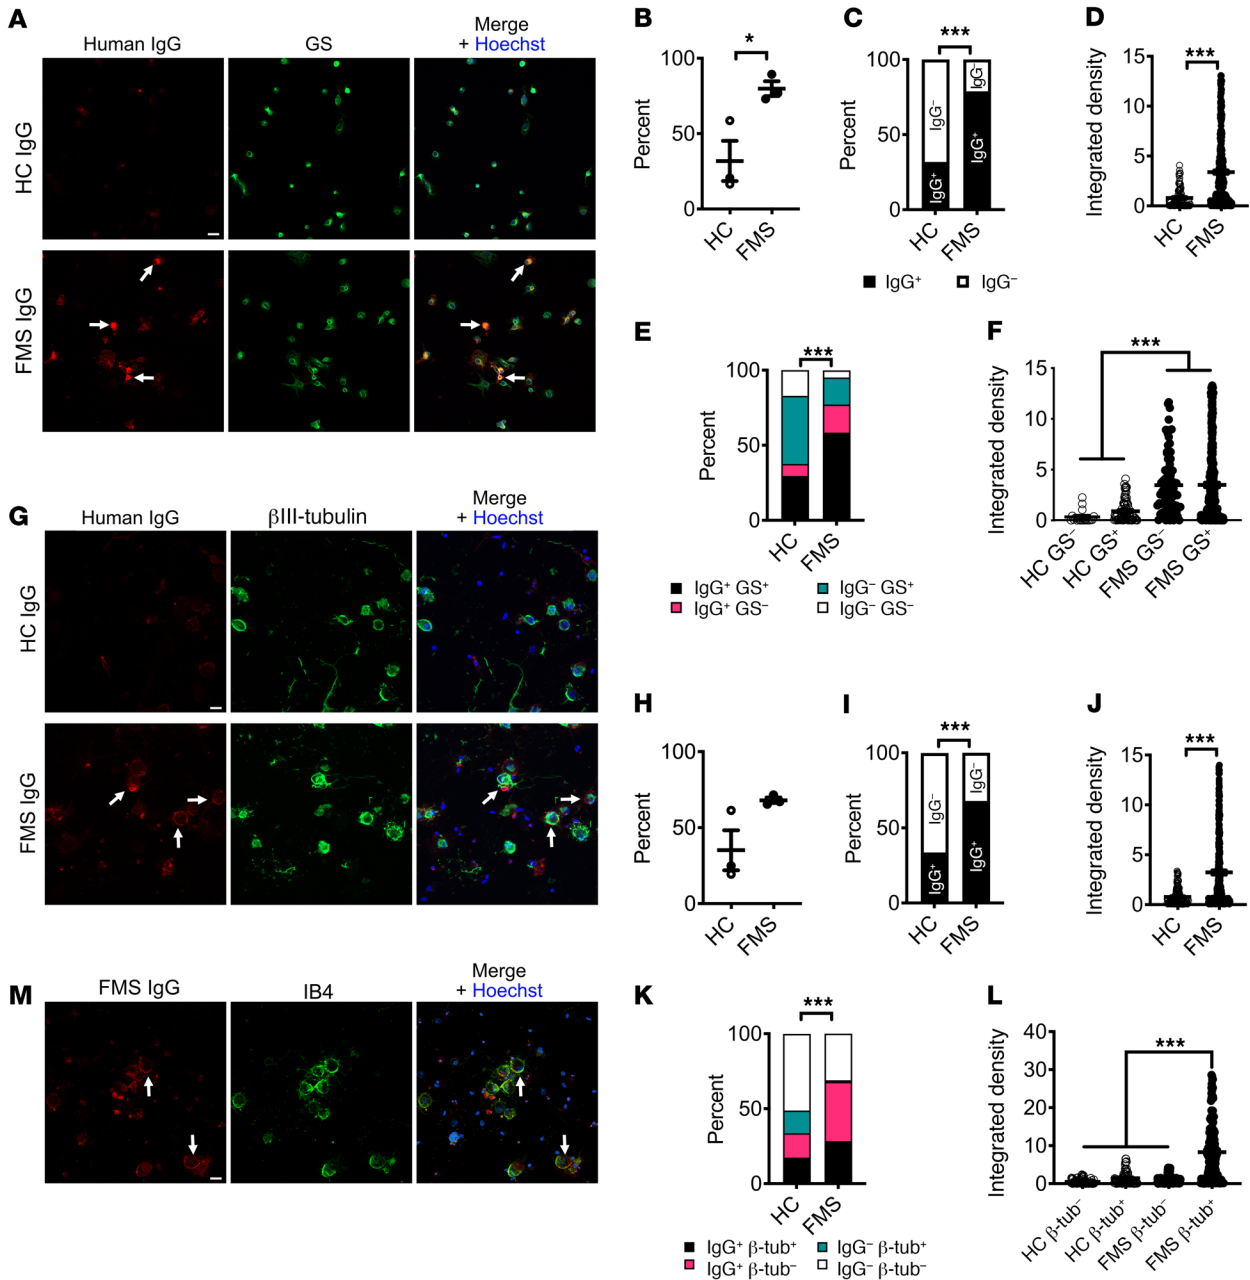 A
Human IgG
GS
Merge
+ Hoechst
HC IgG
FMS IgG
B
*
Percent
100
50
0
HC
FMS
C
***
Percent
100
50
0
IgG⁻
IgG⁺
IgG⁻
IgG⁺
HC
FMS
IgG⁺
IgG⁻
D
***
Integrated density
15
10
5
0
HC
FMS
E
***
Percent
100
50
0
HC
FMS
IgG⁺ GS⁺
IgG⁻ GS⁺
IgG⁺ GS⁻
IgG⁻ GS⁻
F
***
Integrated density
15
10
5
0
HC GS⁻
HC GS⁺
FMS GS⁻
FMS GS⁺
G
Human IgG
βIII-tubulin
Merge
+ Hoechst
HC IgG
FMS IgG
H
Percent
100
50
0
HC
FMS
I
***
Percent
100
50
0
IgG⁻
IgG⁺
IgG⁻
IgG⁺
HC
FMS
J
***
Integrated density
15
10
5
0
HC
FMS
M
FMS IgG
IB4
Merge
+ Hoechst
K
***
Percent
100
50
0
HC
FMS
IgG⁺ β-tub⁺
IgG⁻ β-tub⁺
IgG⁺ β-tub⁻
IgG⁻ β-tub⁻
L
***
Integrated density
40
30
20
10
0
HC β-tub⁻
HC β-tub⁺
FMS β-tub⁻
FMS β-tub⁺